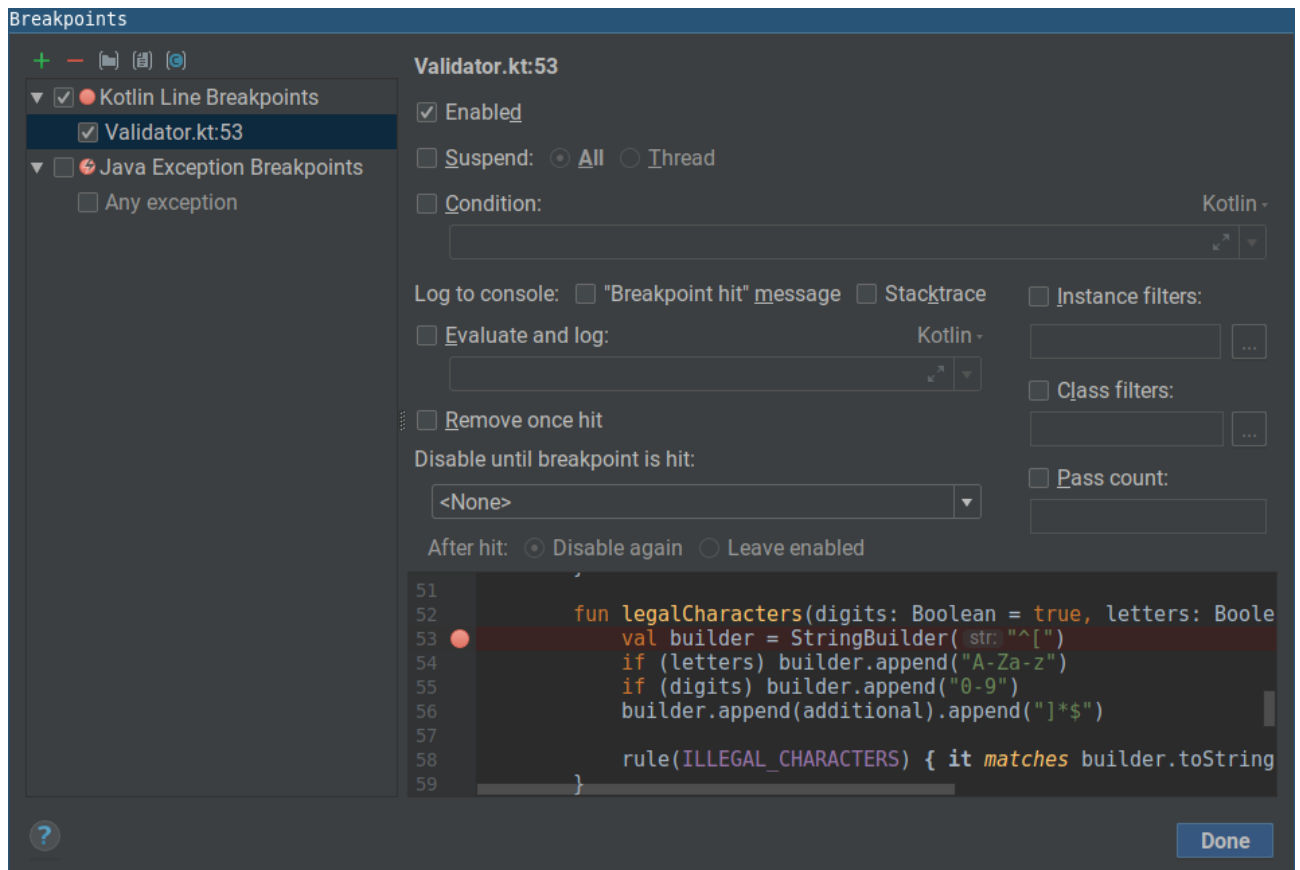 Breakpoints
Kotlin Line Breakpoints
Validator.kt:53
Java Exception Breakpoints
Any exception
Validator.kt:53
Enabled
Suspend: All Thread
Condition: Kotlin
Log to console: "Breakpoint hit" message Stacktrace
Instance filters:
Evaluate and log: Kotlin
...
Class filters:
...
Remove once hit
Disable until breakpoint is hit:
Pass count:
<None>
After hit: Disable again Leave enabled
51
52 fun legalCharacters(digits: Boolean = true, letters: Boole
53 val builder = StringBuilder( str: "^[")
54 if (letters) builder.append("A-Za-z")
55 if (digits) builder.append("0-9")
56 builder.append(additional).append("]*$")
57
58 rule(ILLEGAL_CHARACTERS) { it matches builder.toString
59 }
?
Done